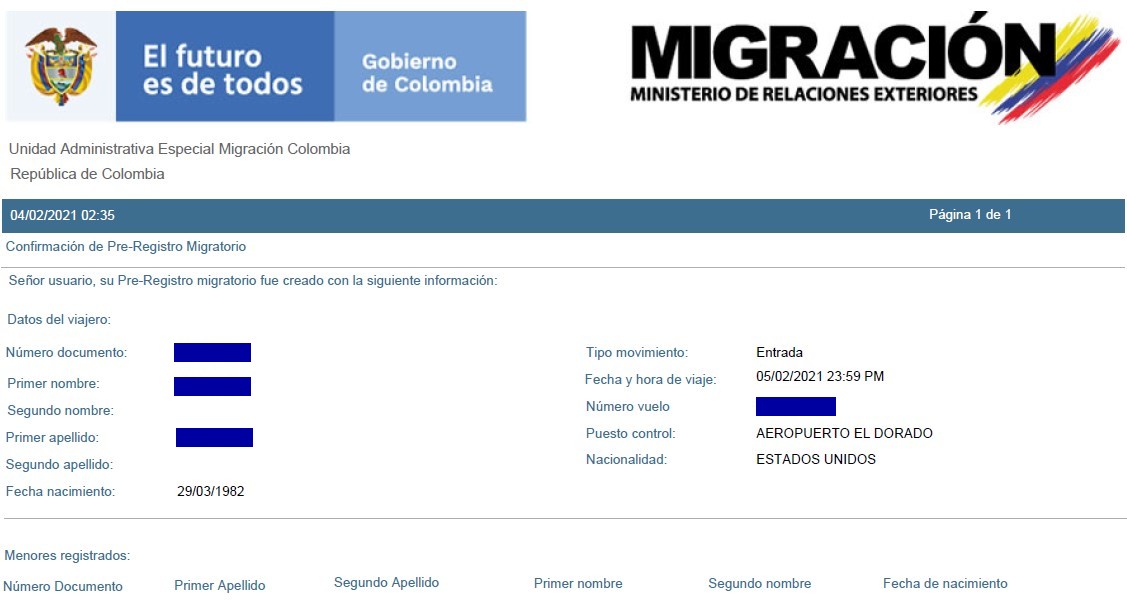 El futuro
es de todos
Gobierno
de Colombia
MIGRACIÓN
MINISTERIO DE RELACIONES EXTERIORES
Unidad Administrativa Especial Migración Colombia
República de Colombia
04/02/2021 02:35 Página 1 de 1
Confirmación de Pre-Registro Migratorio
Señor usuario, su Pre-Registro migratorio fue creado con la siguiente información:
Datos del viajero:
Número documento:
Primer nombre:
Segundo nombre:
Primer apellido:
Segundo apellido:
Fecha nacimiento: 29/03/1982
Tipo movimiento: Entrada
Fecha y hora de viaje: 05/02/2021 23:59 PM
Número vuelo
Puesto control: AEROPUERTO EL DORADO
Nacionalidad: ESTADOS UNIDOS
Menores registrados:
Número Documento Primer Apellido Segundo Apellido Primer nombre Segundo nombre Fecha de nacimiento